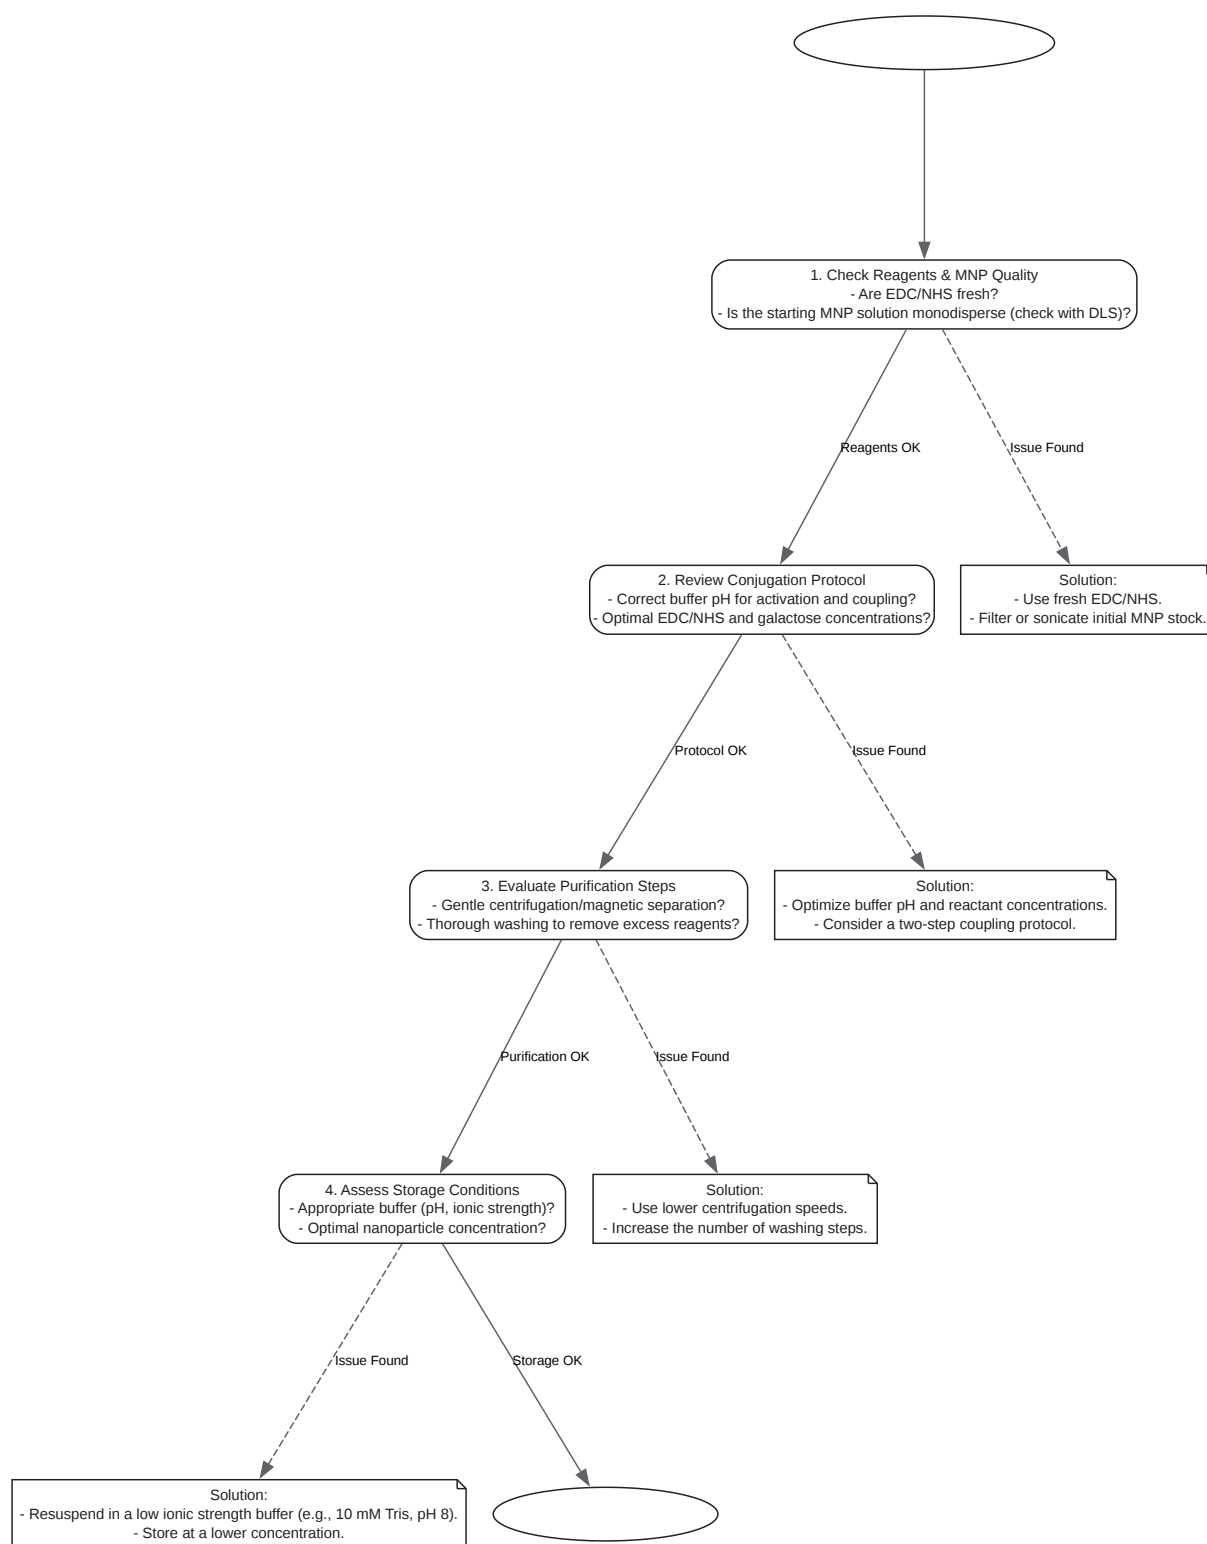 1. Check Reagents & MNP Quality
- Are EDC/NHS fresh?
- Is the starting MNP solution monodisperse (check with DLS)?
Reagents OK
Issue Found
2. Review Conjugation Protocol
- Correct buffer pH for activation and coupling?
- Optimal EDC/NHS and galactose concentrations?
Solution:
- Use fresh EDC/NHS.
- Filter or sonicate initial MNP stock.
Protocol OK
Issue Found
3. Evaluate Purification Steps
- Gentle centrifugation/magnetic separation?
- Thorough washing to remove excess reagents?
Solution:
- Optimize buffer pH and reactant concentrations.
- Consider a two-step coupling protocol.
Purification OK
Issue Found
4. Assess Storage Conditions
- Appropriate buffer (pH, ionic strength)?
- Optimal nanoparticle concentration?
Solution:
- Use lower centrifugation speeds.
- Increase the number of washing steps.
Issue Found
Storage OK
Solution:
- Resuspend in a low ionic strength buffer (e.g., 10 mM Tris, pH 8).
- Store at a lower concentration.